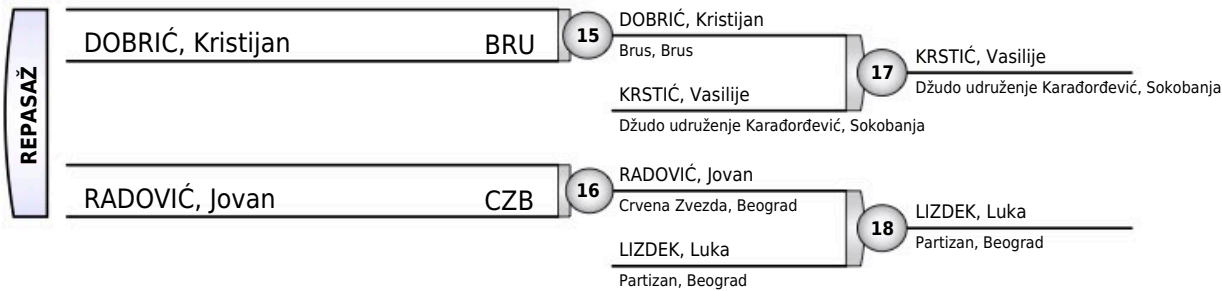 REPASAŽ
DOBRIĆ, Kristijan BRU
15
DOBRIĆ, Kristijan
Brus, Brus
KRSTIĆ, Vasilije
Džudo udruženje Karađorđević, Sokobanja
17
KRSTIĆ, Vasilije
Džudo udruženje Karađorđević, Sokobanja
RADOVIĆ, Jovan CZB
16
RADOVIĆ, Jovan
Crvena Zvezda, Beograd
LIZDEK, Luka
Partizan, Beograd
18
LIZDEK, Luka
Partizan, Beograd